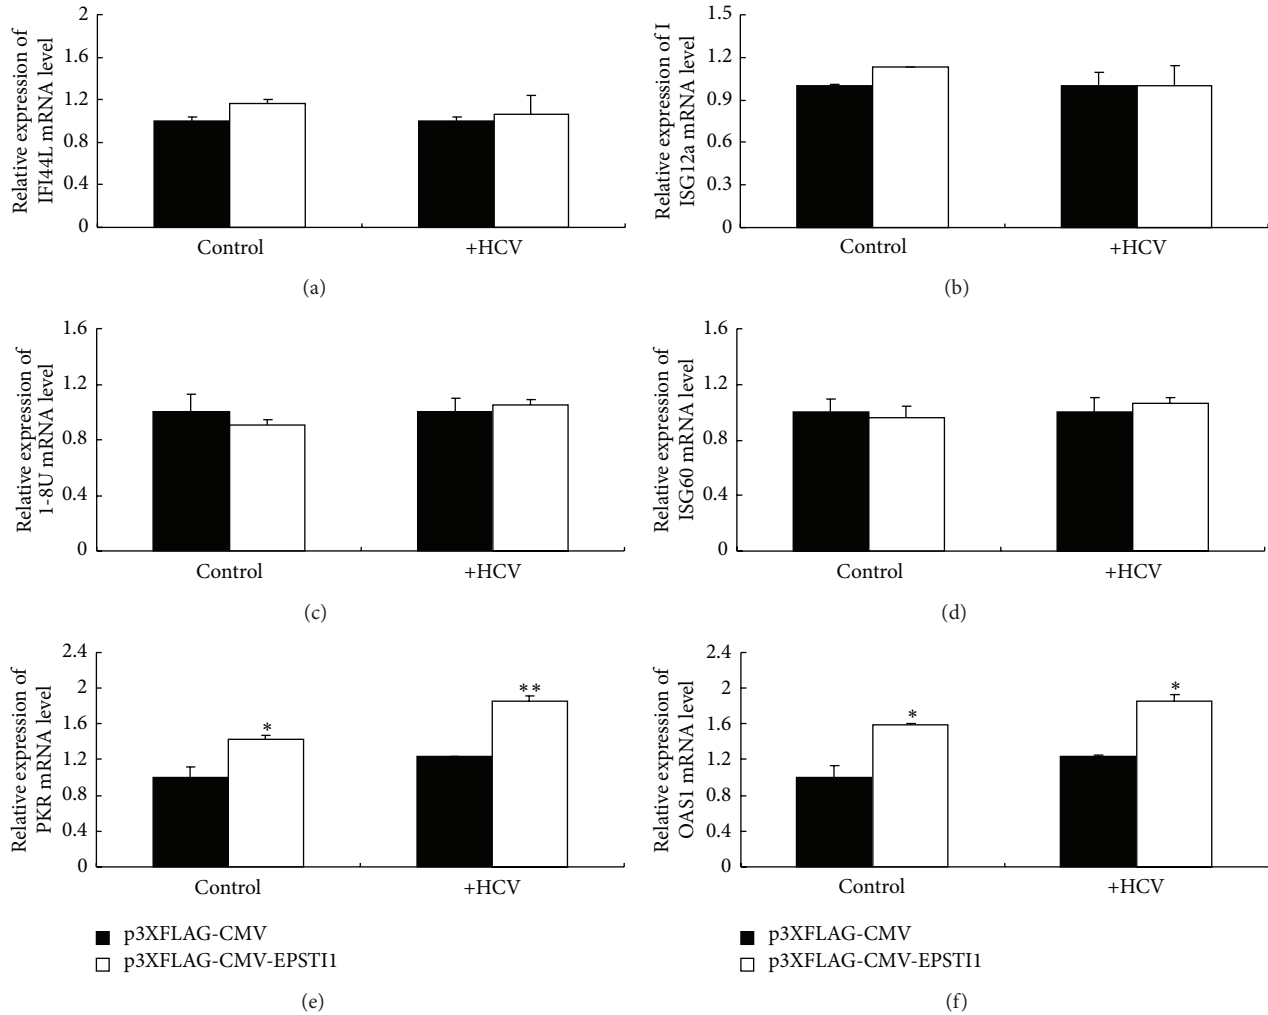 Relative expression of
IFI44L mRNA level
2
1.6
1.2
0.8
0.4
0
Control
+HCV
(a)
Relative expression of I
ISG12a mRNA level
1.5
1.2
0.9
0.6
0.3
0
Control
+HCV
(b)
Relative expression of
1-8U mRNA level
1.6
1.2
0.8
0.4
0
Control
+HCV
(c)
Relative expression of
ISG60 mRNA level
1.6
1.2
0.8
0.4
0
Control
+HCV
(d)
Relative expression of
PKR mRNA level
2.4
2
1.6
1.2
0.8
0.4
0
*
**
Control
+HCV
p3XFLAG-CMV
p3XFLAG-CMV-EPSTI1
(e)
Relative expression of
OAS1 mRNA level
2.4
2
1.6
1.2
0.8
0.4
0
*
*
Control
+HCV
p3XFLAG-CMV
p3XFLAG-CMV-EPSTI1
(f)